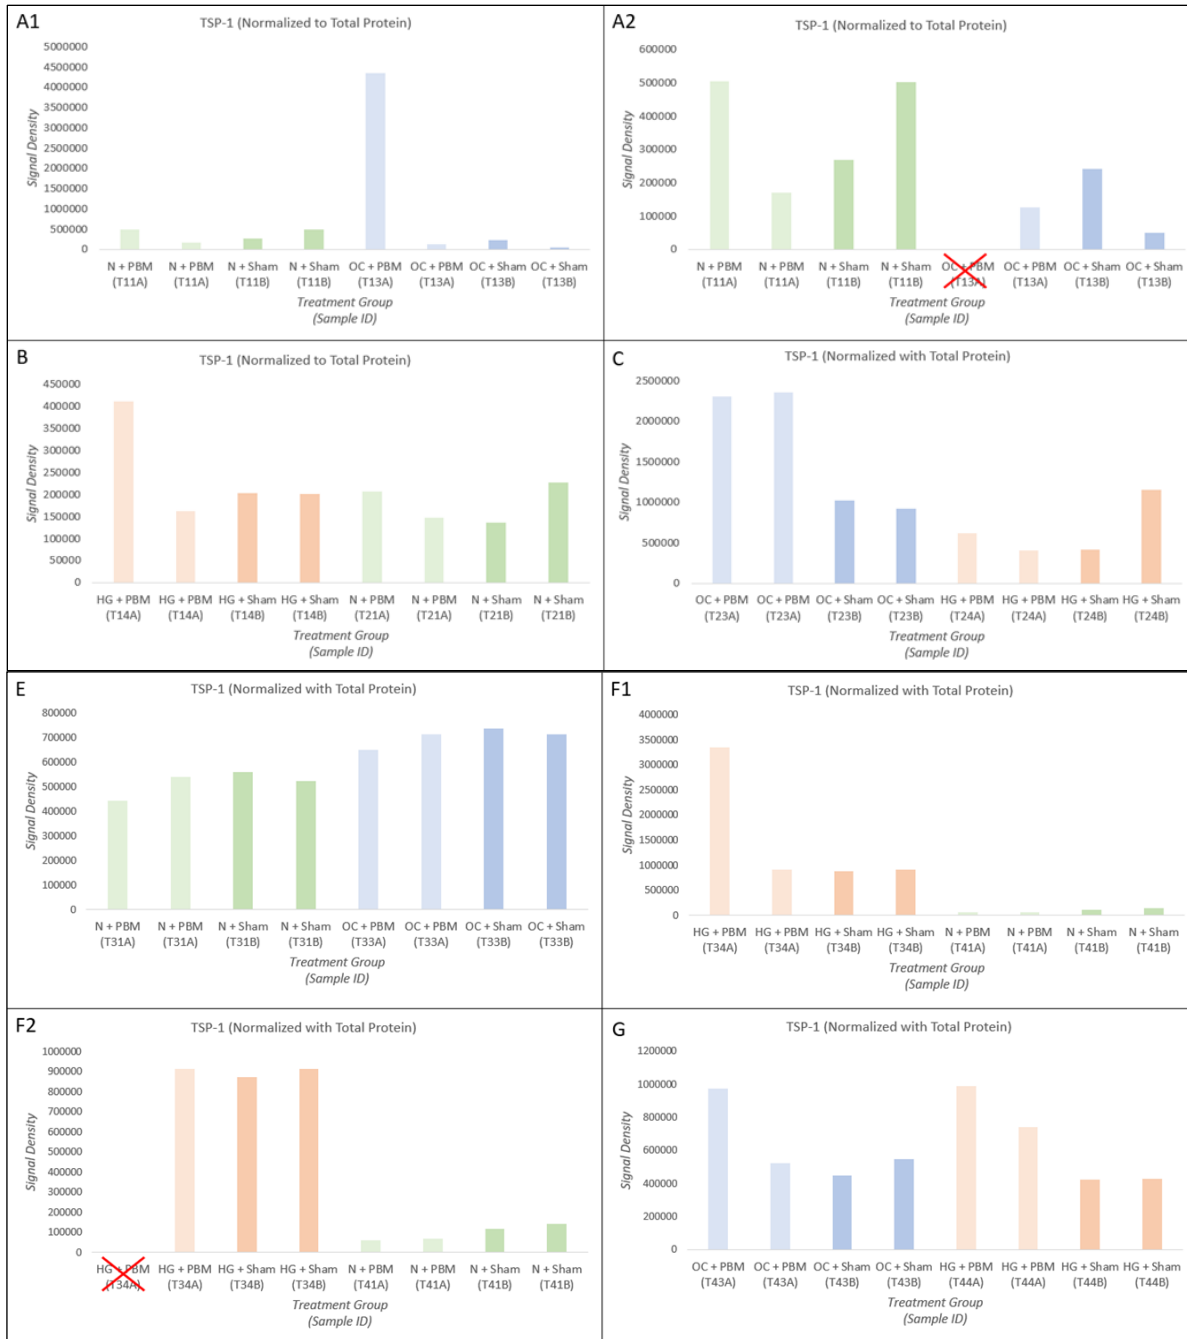 A1
TSP-1 (Normalized to Total Protein)
5000000
4500000
4000000
3500000
3000000
2500000
2000000
1500000
1000000
500000
0
Signal Density
N + PBM N + PBM N + Sham N + Sham OC + PBM OC + PBM OC + Sham OC + Sham
(T11A) (T11A) (T11B) (T11B) (T13A) (T13A) (T13B) (T13B)
Treatment Group
(Sample ID)
A2
TSP-1 (Normalized to Total Protein)
600000
500000
400000
300000
200000
100000
0
Signal Density
N + PBM N + PBM N + Sham N + Sham OC + PBM OC + PBM OC + Sham OC + Sham
(T11A) (T11A) (T11B) (T11B) (T13A) (T13A) (T13B) (T13B)
Treatment Group
(Sample ID)
B
TSP-1 (Normalized to Total Protein)
450000
400000
350000
300000
250000
200000
150000
100000
50000
0
Signal Density
HG + PBM HG + PBM HG + Sham HG + Sham N + PBM N + PBM N + Sham N + Sham
(T14A) (T14A) (T14B) (T14B) (T21A) (T21A) (T21B) (T21B)
Treatment Group
(Sample ID)
C
TSP-1 (Normalized with Total Protein)
2500000
2000000
1500000
1000000
500000
0
Signal Density
OC + PBM OC + PBM OC + Sham OC + Sham HG + PBM HG + PBM HG + Sham HG + Sham
(T23A) (T23A) (T23B) (T23B) (T24A) (T24A) (T24B) (T24B)
Treatment Group
(Sample ID)
E
TSP-1 (Normalized with Total Protein)
800000
700000
600000
500000
400000
300000
200000
100000
0
Signal Density
N + PBM N + PBM N + Sham N + Sham OC + PBM OC + PBM OC + Sham OC + Sham
(T31A) (T31A) (T31B) (T31B) (T33A) (T33A) (T33B) (T33B)
Treatment Group
(Sample ID)
F1
TSP-1 (Normalized with Total Protein)
4000000
3500000
3000000
2500000
2000000
1500000
1000000
500000
0
Signal Density
HG + PBM HG + PBM HG + Sham HG + Sham N + PBM N + PBM N + Sham N + Sham
(T34A) (T34A) (T34B) (T34B) (T41A) (T41A) (T41B) (T41B)
Treatment Group
(Sample ID)
F2
TSP-1 (Normalized with Total Protein)
1000000
900000
800000
700000
600000
500000
400000
300000
200000
100000
0
Signal Density
HG + PBM HG + PBM HG + Sham HG + Sham N + PBM N + PBM N + Sham N + Sham
(T34A) (T34A) (T34B) (T34B) (T41A) (T41A) (T41B) (T41B)
Treatment Group
(Sample ID)
G
TSP-1 (Normalized with Total Protein)
1200000
1000000
800000
600000
400000
200000
0
Signal Density
OC + PBM OC + PBM OC + Sham OC + Sham HG + PBM HG + PBM HG + Sham HG + Sham
(T43A) (T43A) (T43B) (T43B) (T44A) (T44A) (T44B) (T44B)
Treatment Group
(Sample ID)